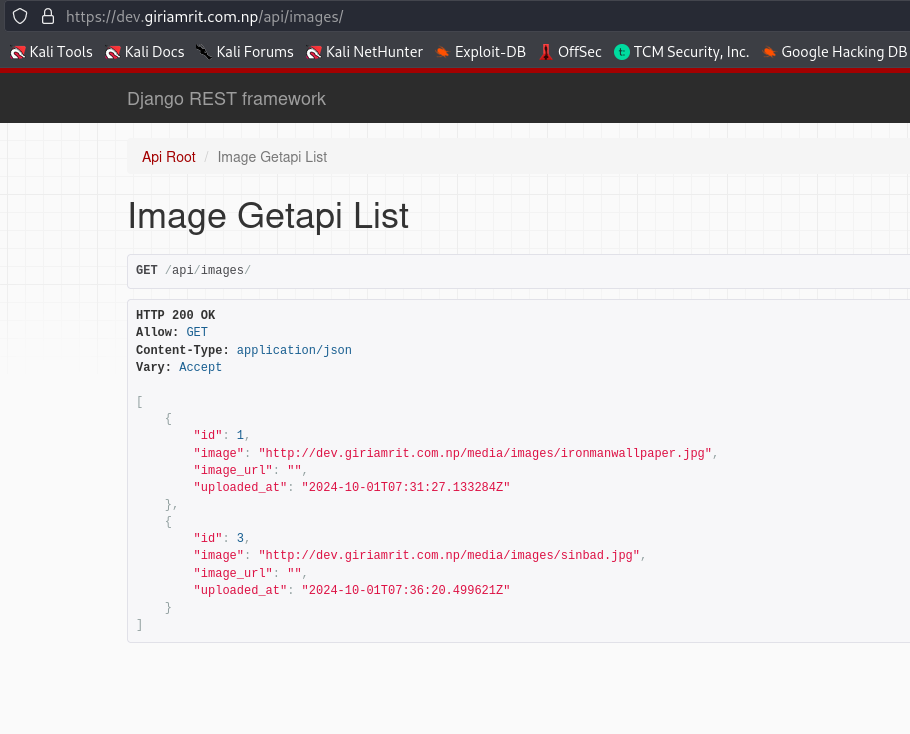 https://dev.giriamrit.com.np/api/images/
Kali Tools Kali Docs Kali Forums Kali NetHunter Exploit-DB OffSec t: TCM Security, Inc. Google Hacking DB
Django REST framework
Api Root / Image Getapi List
Image Getapi List
GET /api/images/
HTTP 200 OK
Allow: GET
Content-Type: application/json
Vary: Accept
[
    {
        "id": 1,
        "image": "http://dev.giriamrit.com.np/media/images/ironmanwallpaper.jpg",
        "image_url": "",
        "uploaded_at": "2024-10-01T07:31:27.133284Z"
    },
    {
        "id": 3,
        "image": "http://dev.giriamrit.com.np/media/images/sinbad.jpg",
        "image_url": "",
        "uploaded_at": "2024-10-01T07:36:20.499621Z"
    }
]